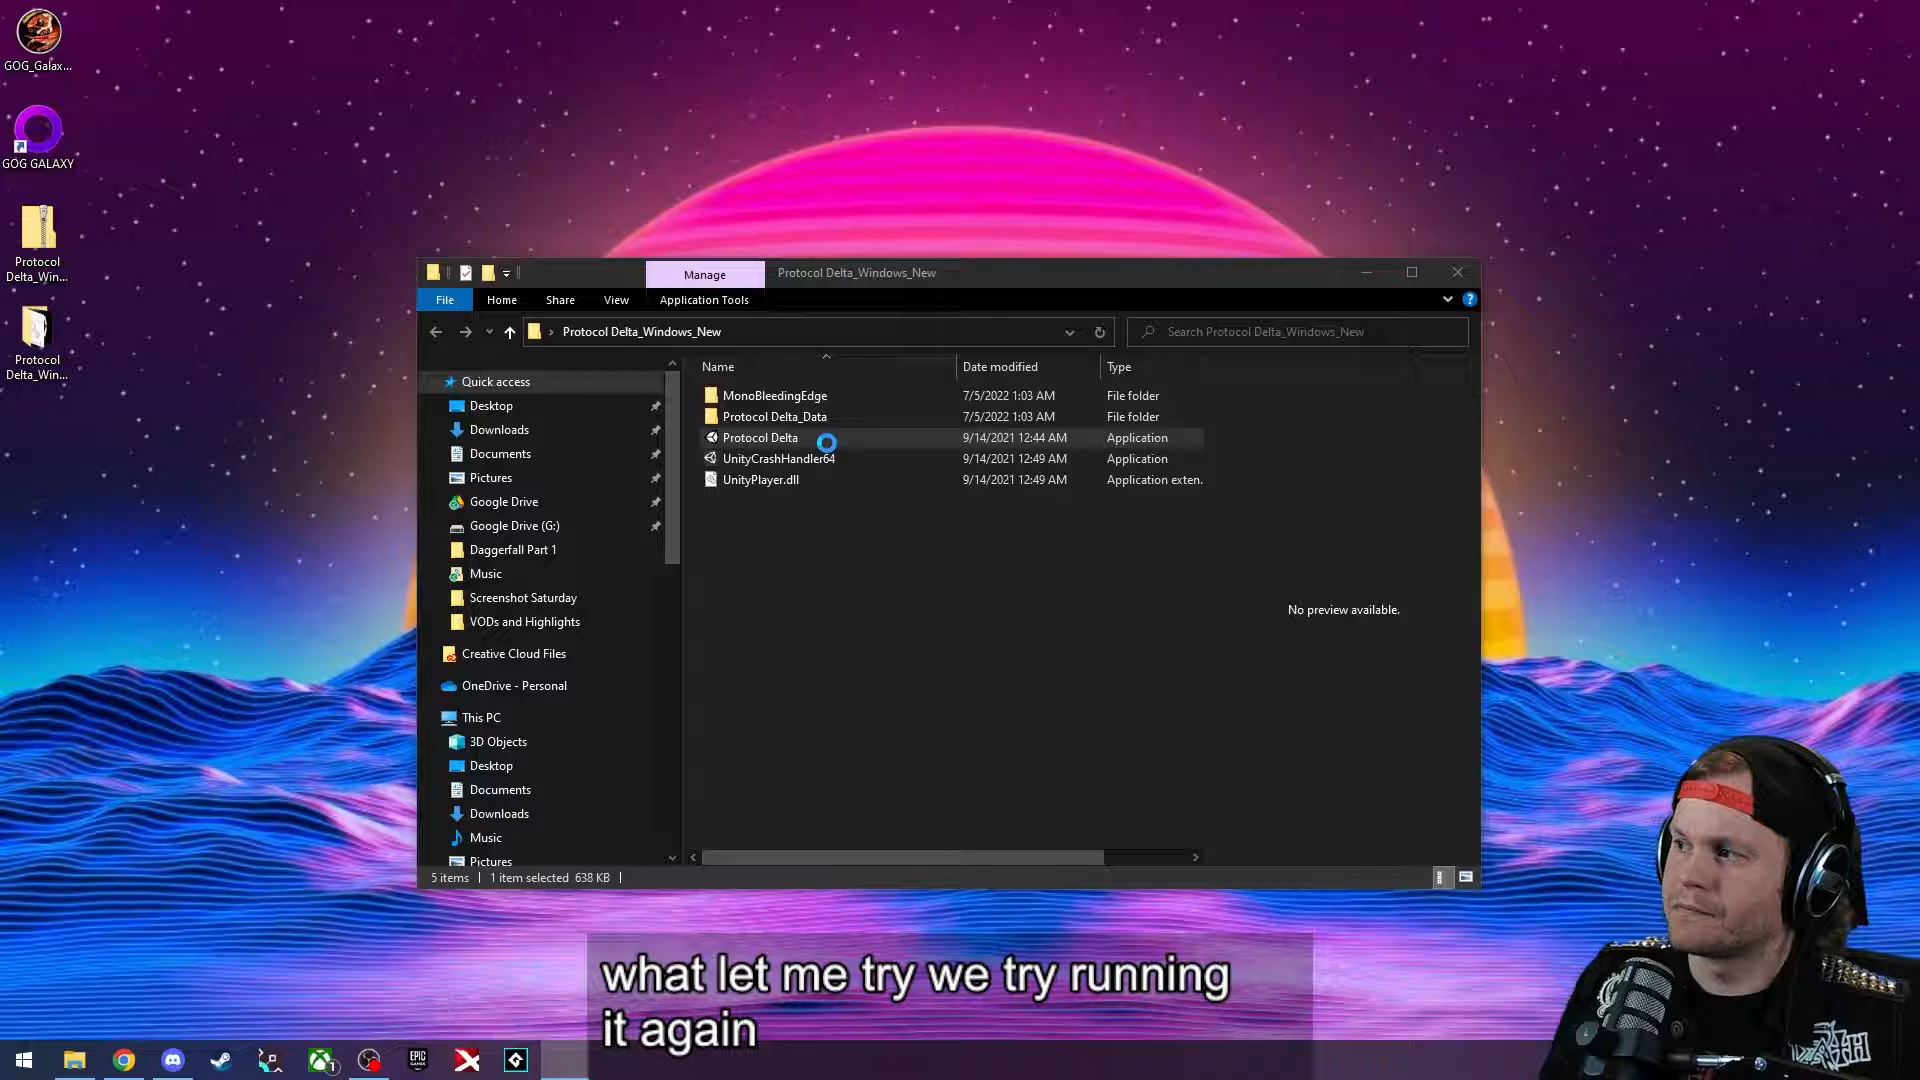 GOG_Galax...
GOG GALAXY
Protocol
Delta_Win...
Protocol
Delta_Win...
Manage
Protocol Delta_Windows_New
File
Home
Share
View
Application Tools
Protocol Delta_Windows_New
Search Protocol Delta_Windows_New
Name
Date modified
Type
Quick access
Desktop
Downloads
Documents
Pictures
Google Drive
Google Drive (G:)
Daggerfall Part 1
Music
Screenshot Saturday
VODs and Highlights
Creative Cloud Files
OneDrive - Personal
This PC
3D Objects
Desktop
Documents
Downloads
Music
Pictures
MonoBleedingEdge 7/5/2022 1:03 AM File folder
Protocol Delta_Data 7/5/2022 1:03 AM File folder
Protocol Delta 9/14/2021 12:44 AM Application
UnityCrashHandler64 9/14/2021 12:49 AM Application
UnityPlayer.dll 9/14/2021 12:49 AM Application exten.
No preview available.
5 items 1 item selected 638 KB
what let me try we try running
it again
EPIC
GAMES
1